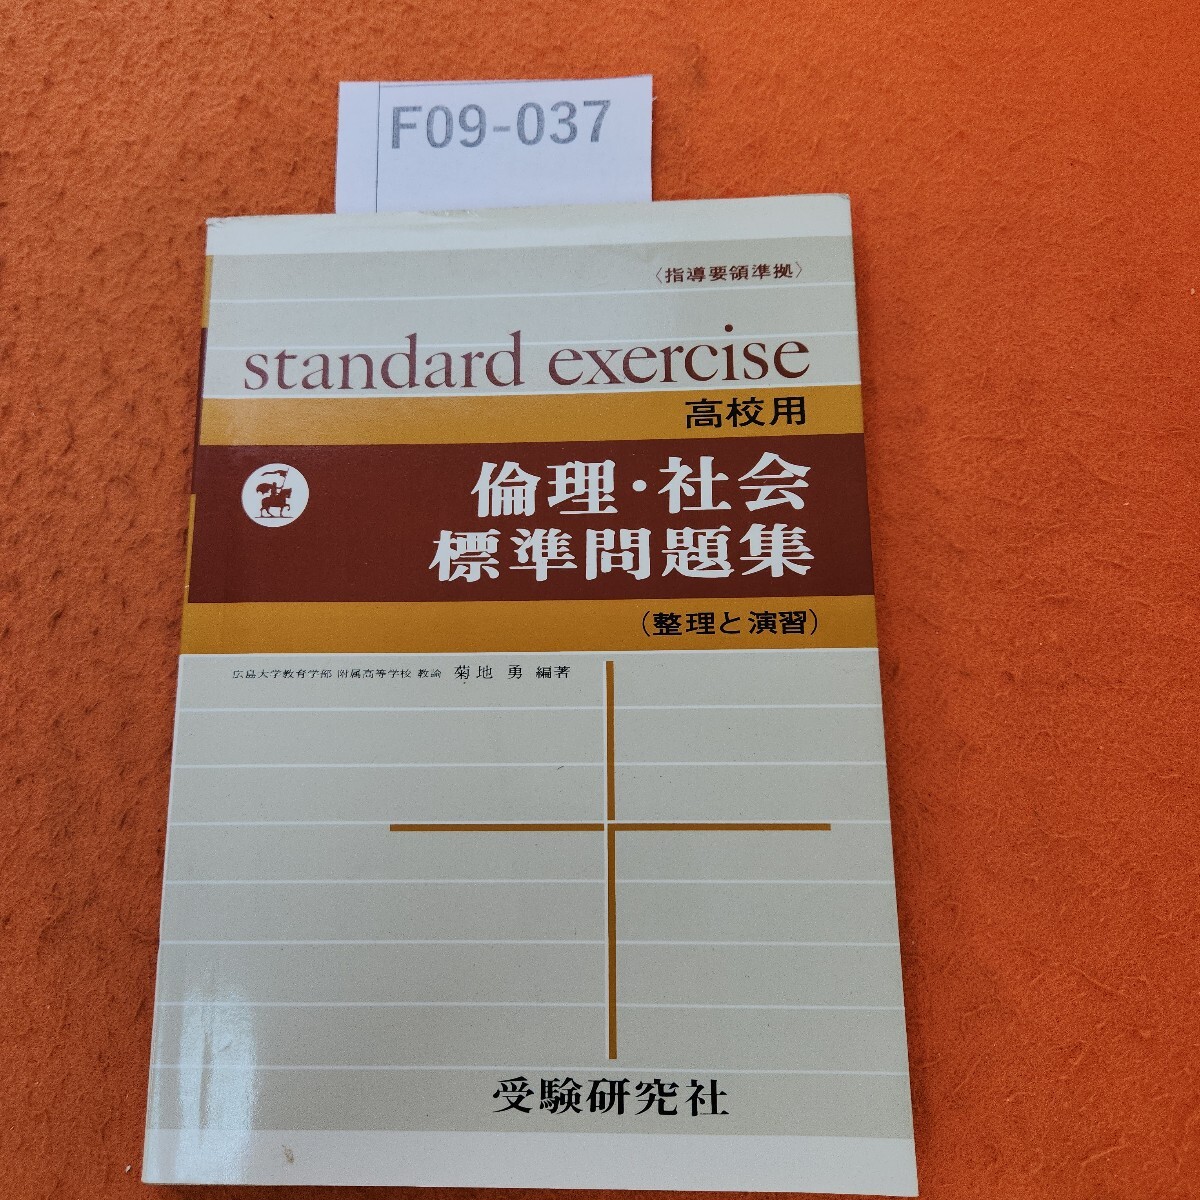 F09-037
〈指導要領準拠〉
standard exercise
高校用
倫理・社会
標準問題集
(整理と演習)
広島大学教育学部 附属高等学校 教諭 菊地 勇 編著
受験研究社